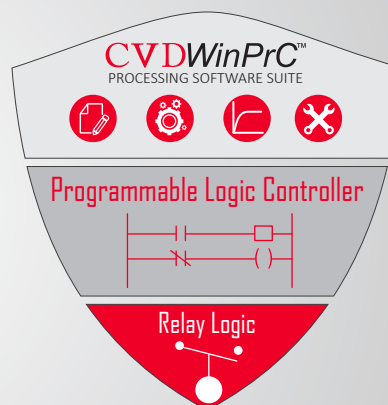 CVDWinPrC™
PROCESSING SOFTWARE SUITE
Programmable Logic Controller
Relay Logic